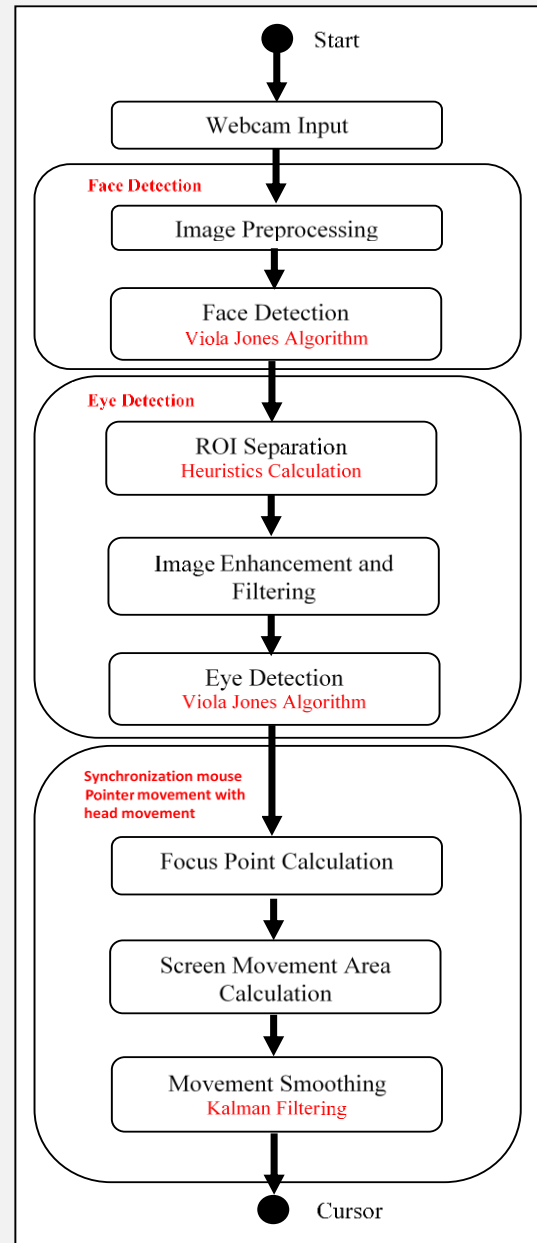 Start
Webcam Input
Face Detection
Image Preprocessing
Face Detection
Viola Jones Algorithm
Eye Detection
ROI Separation
Heuristics Calculation
Image Enhancement and
Filtering
Eye Detection
Viola Jones Algorithm
Synchronization mouse
Pointer movement with
head movement
Focus Point Calculation
Screen Movement Area
Calculation
Movement Smoothing
Kalman Filtering
Cursor